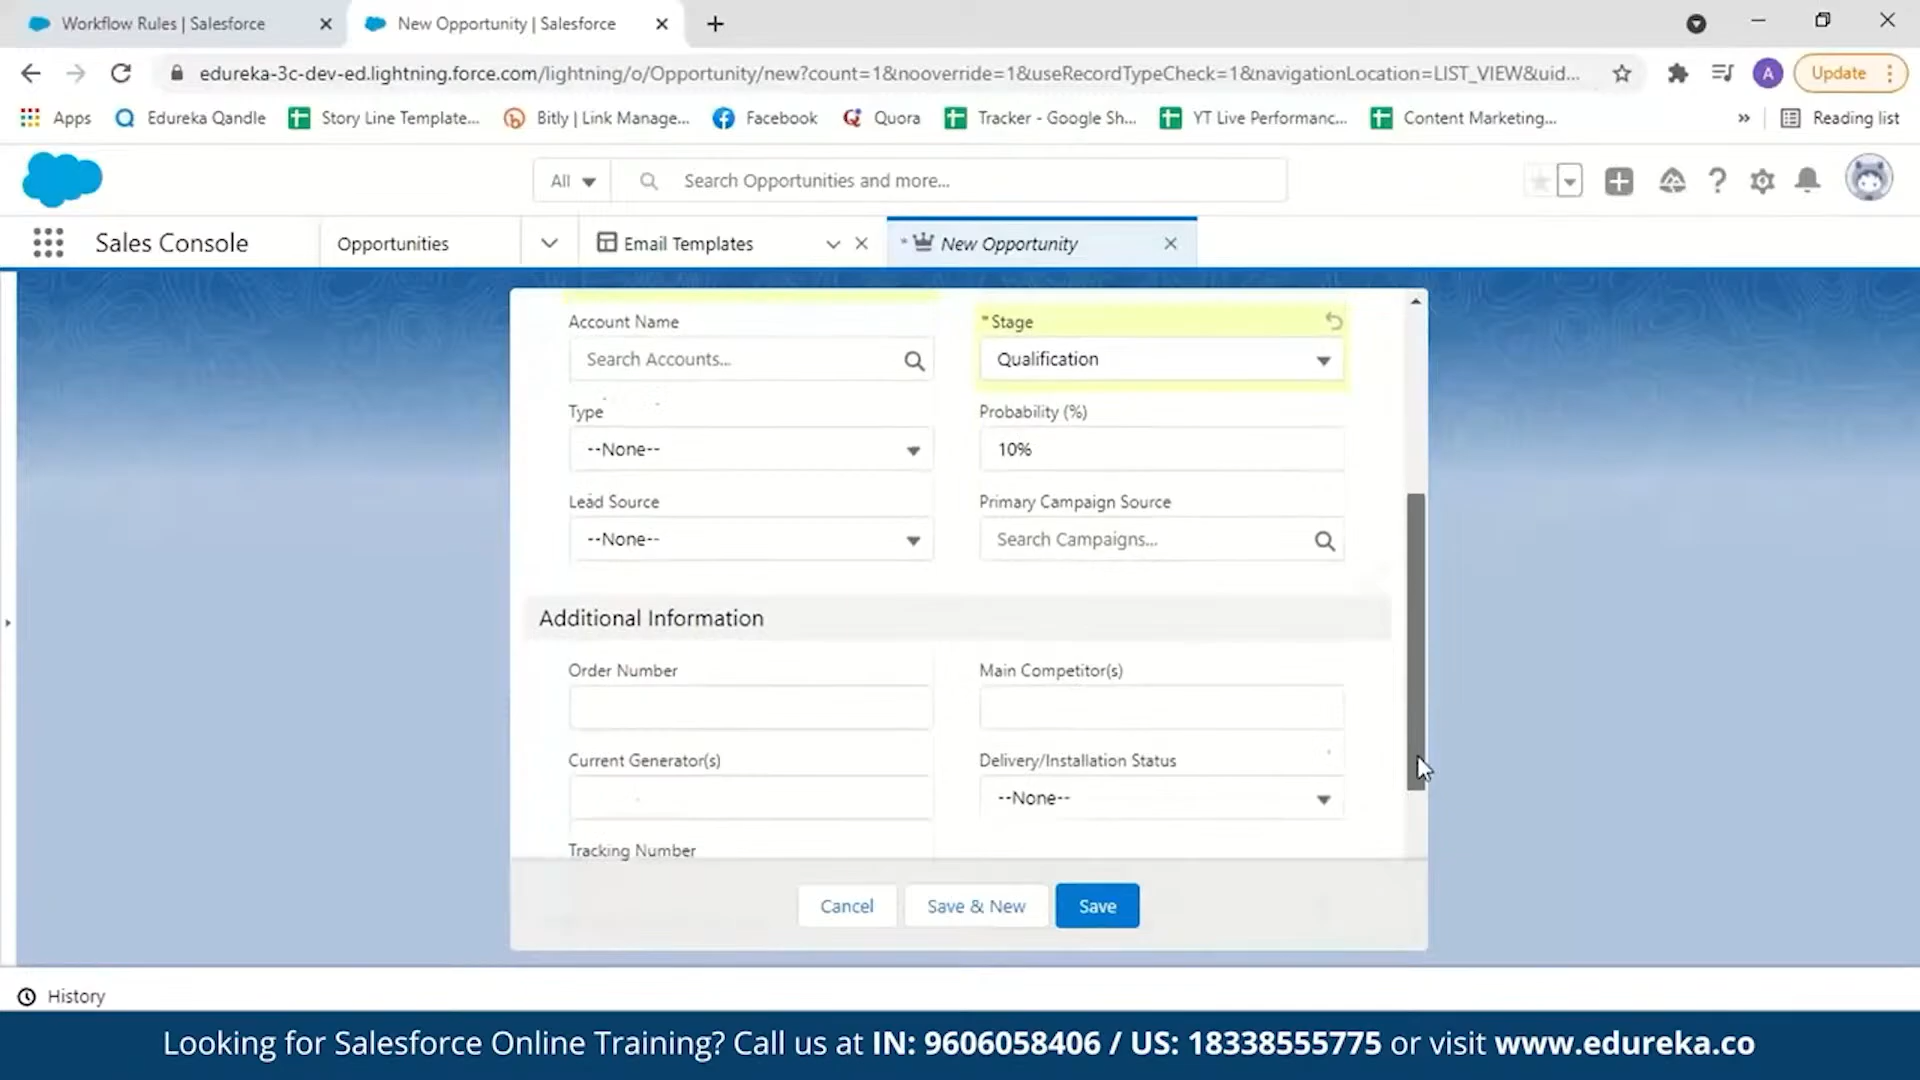 Workflow Rules | Salesforce
New Opportunity | Salesforce
edureka-3c-dev-ed.lightning.force.com/lightning/o/Opportunity/new?count=1&nooverride=1&useRecordTypeCheck=1&navigationLocation=LIST_VIEW&uid...
A
Update
Apps
Edureka Qandle
Story Line Template...
Bitly | Link Manage...
Facebook
Quora
Tracker - Google Sh...
YT Live Performanc...
Content Marketing...
»
Reading list
All
Search Opportunities and more...
Sales Console
Opportunities
Email Templates
* New Opportunity
Account Name
*Stage
Search Accounts...
Qualification
Type
Probability (%)
--None--
10%
Lead Source
Primary Campaign Source
--None--
Search Campaigns...
Additional Information
Order Number
Main Competitor(s)
Current Generator(s)
Delivery/Installation Status
--None--
Tracking Number
Cancel
Save & New
Save
History
Looking for Salesforce Online Training? Call us at IN: 9606058406 / US: 18338555775 or visit www.edureka.co